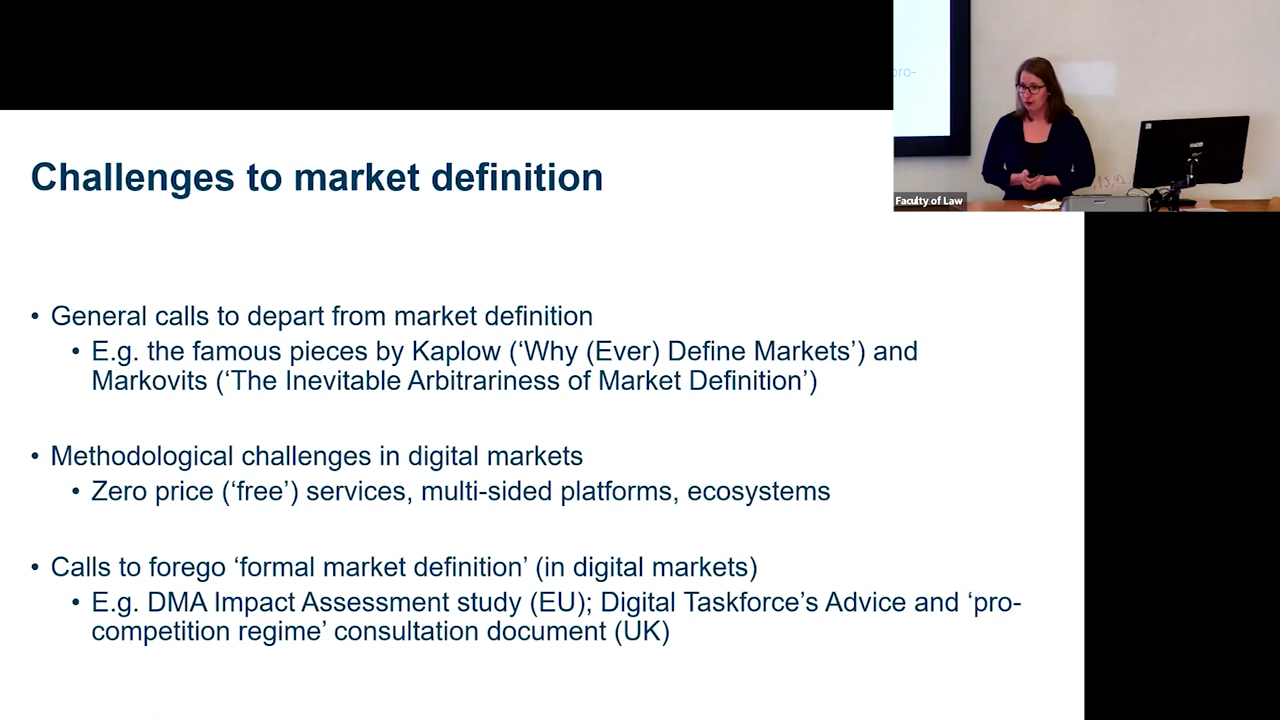 pro-
Faculty of Law
Challenges to market definition
• General calls to depart from market definition
• E.g. the famous pieces by Kaplow (‘Why (Ever) Define Markets’) and
Markovits (‘The Inevitable Arbitrariness of Market Definition’)
• Methodological challenges in digital markets
• Zero price (‘free’) services, multi-sided platforms, ecosystems
• Calls to forego ‘formal market definition’ (in digital markets)
• E.g. DMA Impact Assessment study (EU); Digital Taskforce’s Advice and ‘pro-
competition regime’ consultation document (UK)